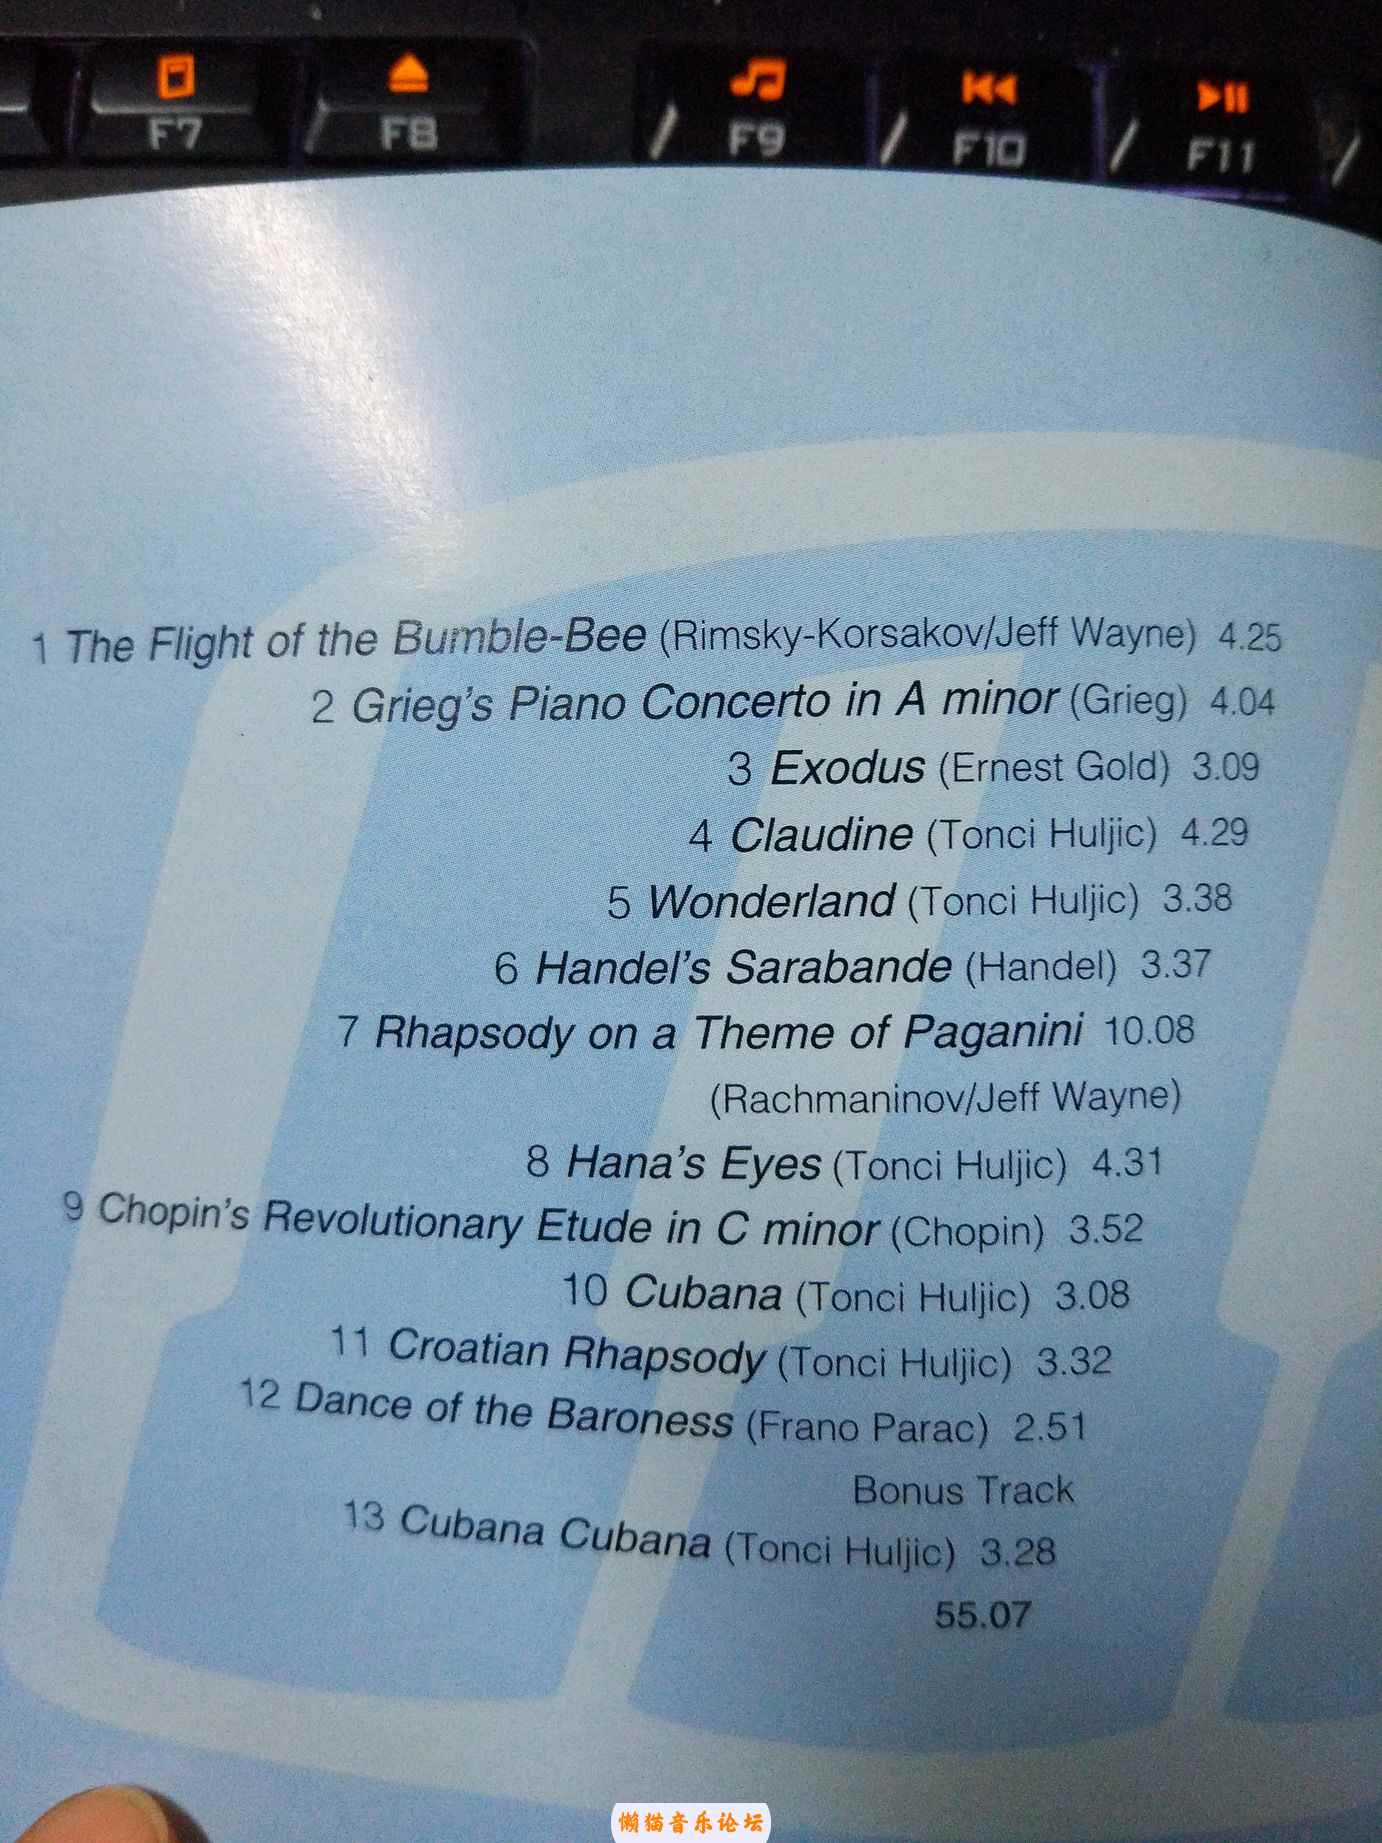 F7 F8 F9 F10 F11
1 The Flight of the Bumble-Bee (Rimsky-Korsakov/Jeff Wayne) 4.25
2 Grieg's Piano Concerto in A minor (Grieg) 4.04
3 Exodus (Ernest Gold) 3.09
4 Claudine (Tonci Huljic) 4.29
5 Wonderland (Tonci Huljic) 3.38
6 Handel's Sarabande (Handel) 3.37
7 Rhapsody on a Theme of Paganini 10.08
(Rachmaninov/Jeff Wayne)
8 Hana's Eyes (Tonci Huljic) 4.31
9 Chopin's Revolutionary Etude in C minor (Chopin) 3.52
10 Cubana (Tonci Huljic) 3.08
11 Croatian Rhapsody (Tonci Huljic) 3.32
12 Dance of the Baroness (Frano Parac) 2.51
Bonus Track
13 Cubana Cubana (Tonci Huljic) 3.28
55.07
懒猫音乐论坛